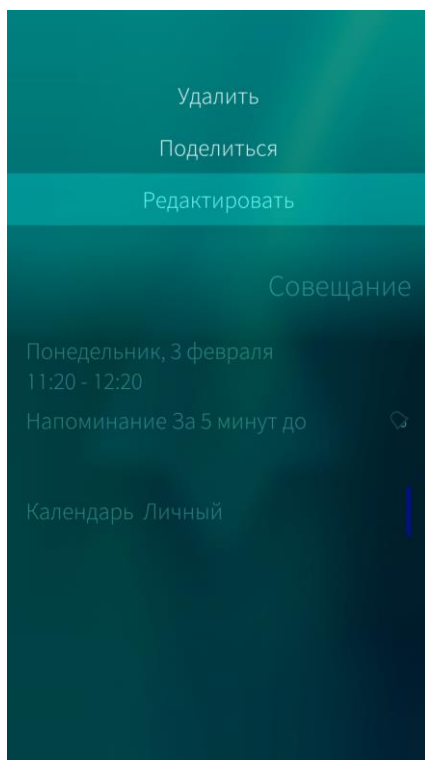 Удалить
Поделиться
Редактировать
Совещание
Понедельник, 3 февраля
11:20 - 12:20
Напоминание За 5 минут до
Календарь Личный